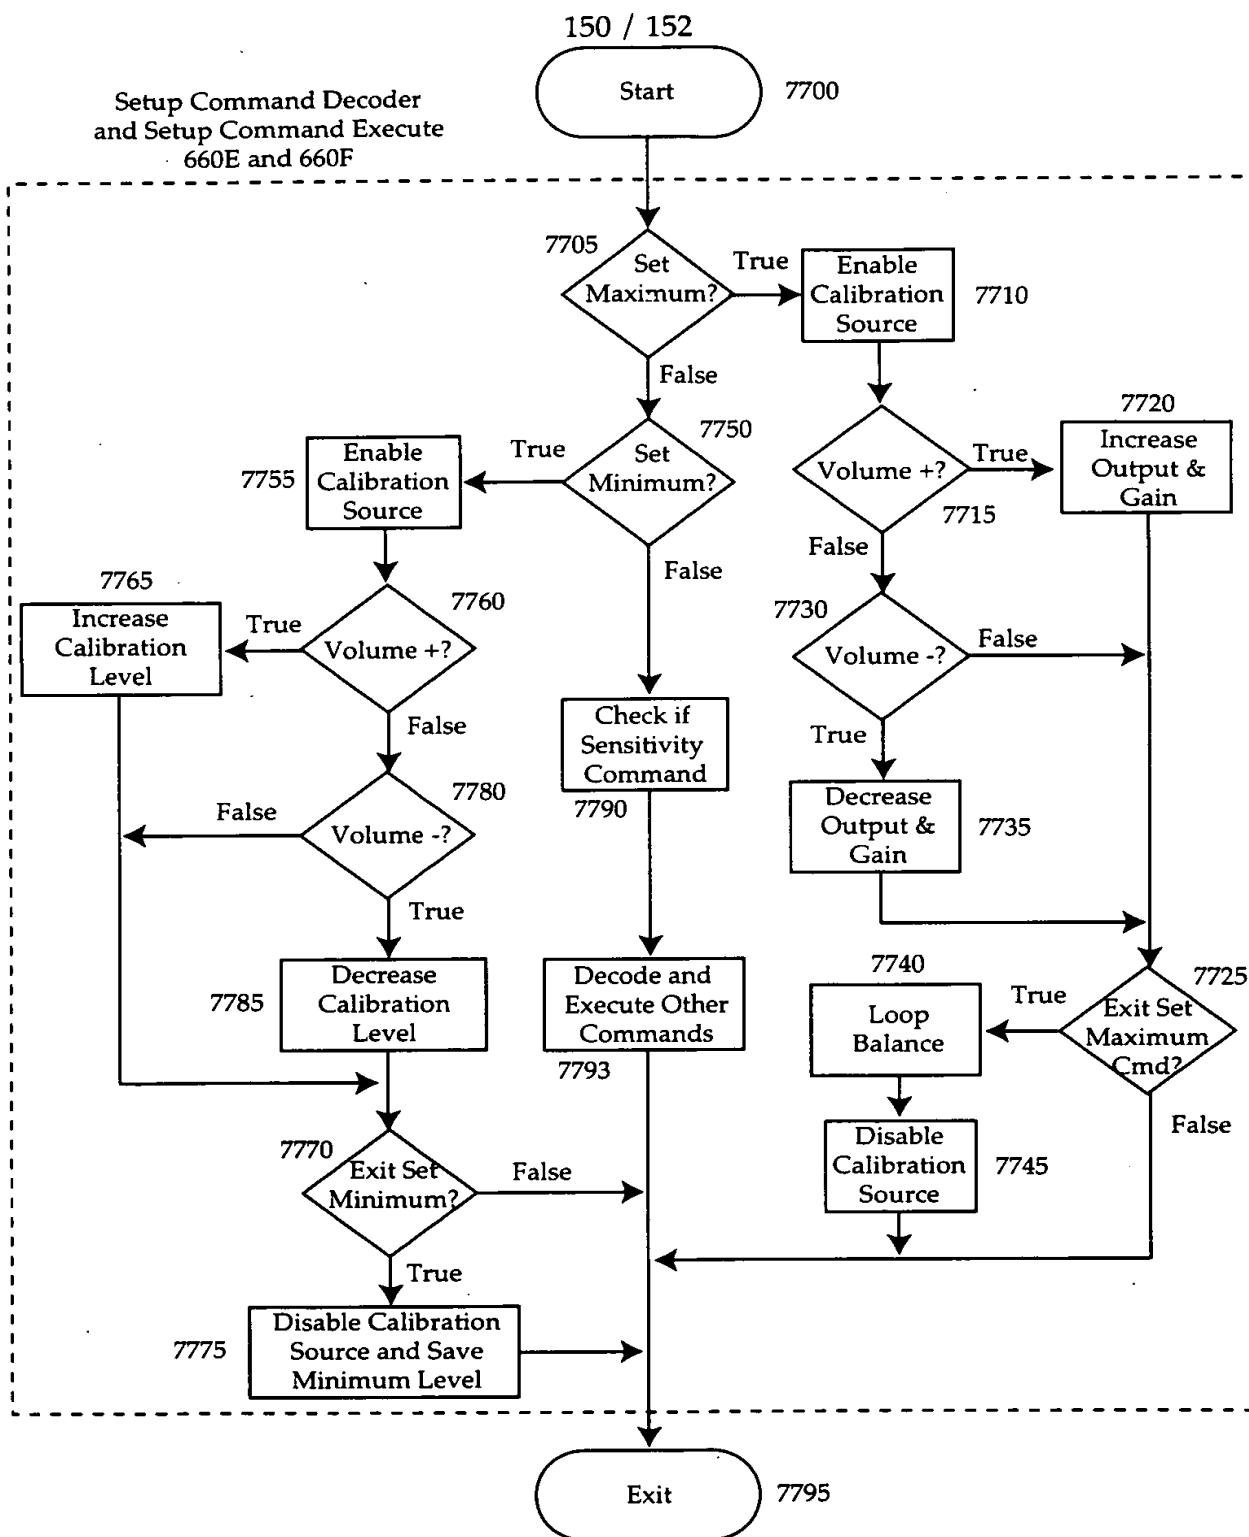 150 / 152
Start
7700
Setup Command Decoder
and Setup Command Execute
660E and 660F
7705
Set
Maximum?
True
Enable
Calibration
Source
7710
False
7750
Set
Minimum?
True
Enable
Calibration
Source
7755
Volume +?
True
7715
7720
Increase
Output &
Gain
False
False
7765
Increase
Calibration
Level
True
7760
Volume +?
7730
Volume -?
False
False
Check if
Sensitivity
Command
7790
True
Decrease
Output &
Gain
7735
False
7780
Volume -?
True
7785
Decrease
Calibration
Level
Decode and
Execute Other
Commands
7793
7740
Loop
Balance
True
7725
Exit Set
Maximum
Cmd?
False
Disable
Calibration
Source
7745
7770
Exit Set
Minimum?
False
True
7775
Disable Calibration
Source and Save
Minimum Level
Exit
7795